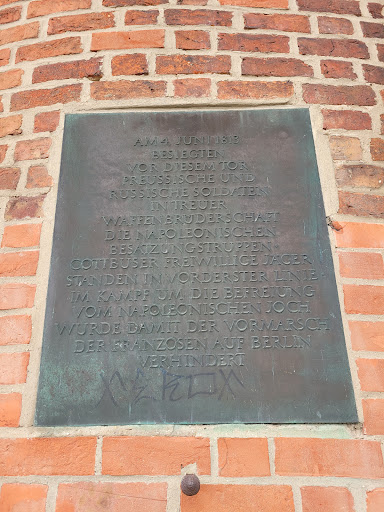 AM 4. JUNI 1813
BESIEGTEN
VOR DIESEM TOR
PREUSSISCHE UND
RUSSISCHE SOLDATEN
IN TREUER
WAFFENBRÜDERSCHAFT
DIE NAPOLEONISCHEN
BESATZUNGSTRUPPEN.
COTTBUSER FREIWILLIGE JÄGER
STANDEN IN VORDERSTER LINIE
IM KAMPF UM DIE BEFREIUNG
VOM NAPOLEONISCHEN JOCH
WURDE DAMIT DER VORMARSCH
DER FRANZOSEN AUF BERLIN
VERHINDERT